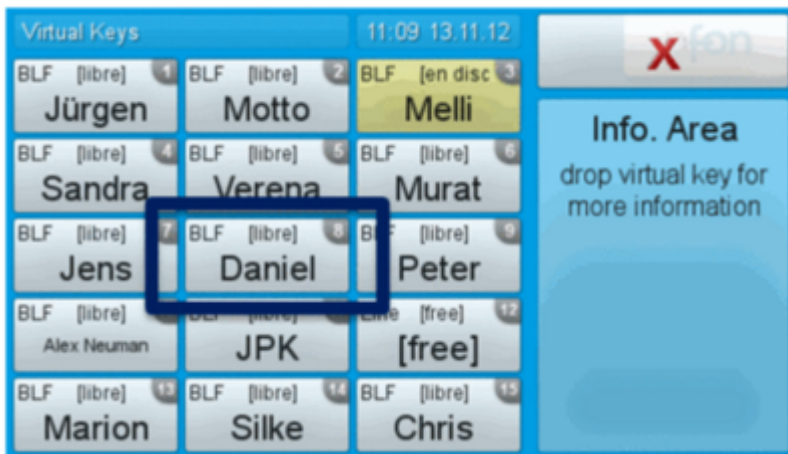 Virtual Keys 11:09 13.11.12
BLF [libre] 1 BLF [libre] 2 BLF [en disc 3
Jürgen Motto Melli
BLF [libre] 4 BLF [libre] 5 BLF [libre] 6
Sandra Verena Murat
BLF [libre] 7 BLF [libre] 8 BLF [libre] 9
Jens Daniel Peter
BLF [libre] [free] 12
Alex Neuman JPK [free]
BLF [libre] 13 BLF [libre] 14 BLF [libre] 15
Marion Silke Chris
X
Info. Area
drop virtual key for
more information